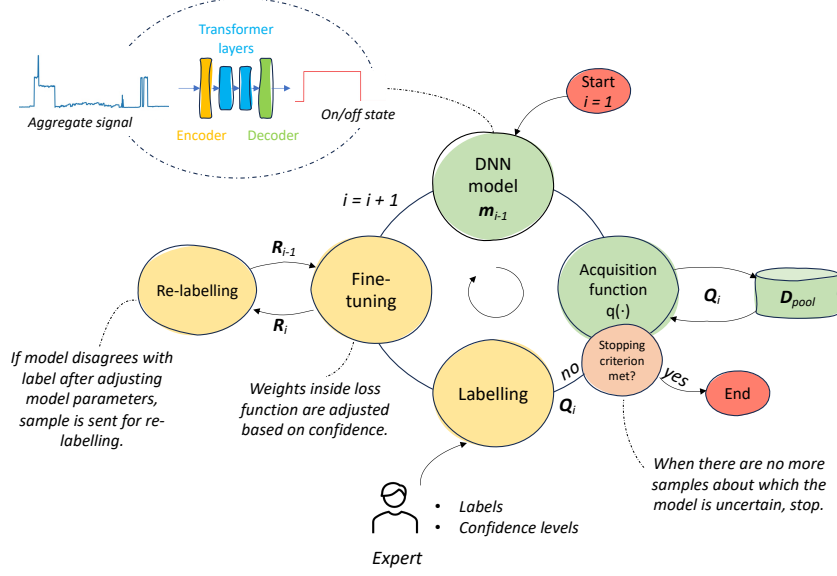 Transformer
layers
Aggregate signal
Encoder
Decoder
On/off state
Start
i = 1
DNN
model
m_{i-1}
i = i + 1
Re-labelling
R_{i-1}
R_i
Fine-
tuning
Acquisition
function
q(·)
Q_i
D_{pool}
Stopping
criterion
met?
no
yes
Q_i
End
Labelling
If model disagrees with
label after adjusting
model parameters,
sample is sent for re-
labelling.
Weights inside loss
function are adjusted
based on confidence.
When there are no more
samples about which the
model is uncertain, stop.
• Labels
• Confidence levels
Expert